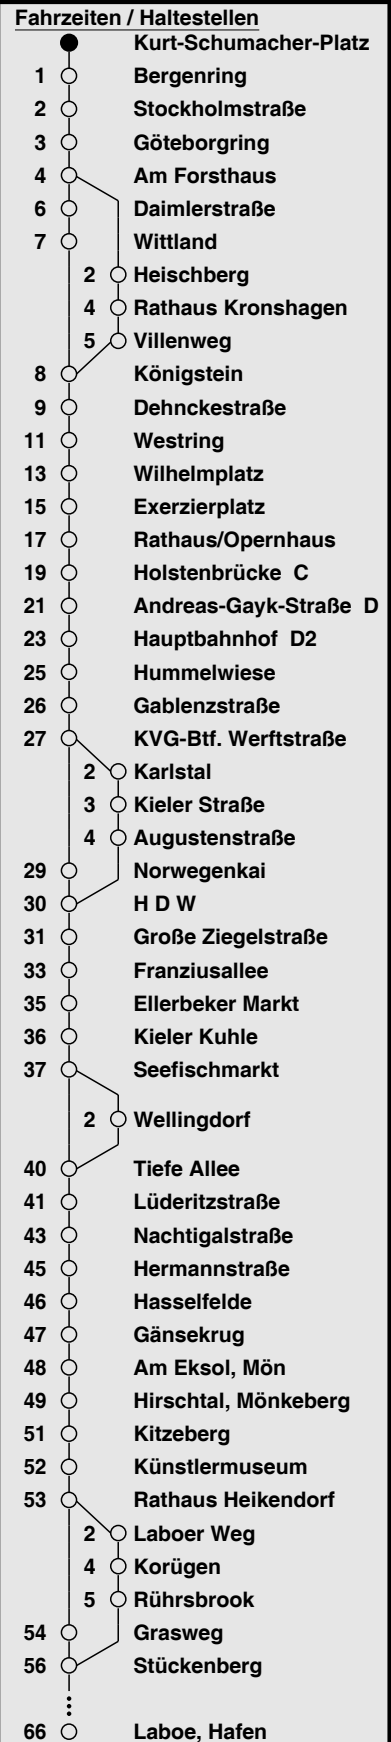 Fahrzeiten / Haltestellen
Kurt-Schumacher-Platz
1 Bergenring
2 Stockholmstraße
3 Göteborgring
4 Am Forsthaus
6 Daimlerstraße
7 Wittland
2 Heischberg
4 Rathaus Kronshagen
5 Villenweg
8 Königstein
9 Dehnckestraße
11 Westring
13 Wilhelmplatz
15 Exerzierplatz
17 Rathaus/Opernhaus
19 Holstenbrücke C
21 Andreas-Gayk-Straße D
23 Hauptbahnhof D2
25 Hummelwiese
26 Gablenzstraße
27 KVG-Btf. Werftstraße
2 Karlstal
3 Kieler Straße
4 Augustenstraße
29 Norwegenkai
30 H D W
31 Große Ziegelstraße
33 Franziusallee
35 Ellerbeker Markt
36 Kieler Kuhle
37 Seefischmarkt
2 Wellingdorf
40 Tiefe Allee
41 Lüderitzstraße
43 Nachtigalstraße
45 Hermannstraße
46 Hasselfelde
47 Gänsekrug
48 Am Eksol, Mön
49 Hirschtal, Mönkeberg
51 Kitzeberg
52 Künstlermuseum
53 Rathaus Heikendorf
2 Laboer Weg
4 Korügen
5 Rührsbrook
54 Grasweg
56 Stückenberg
66 Laboe, Hafen